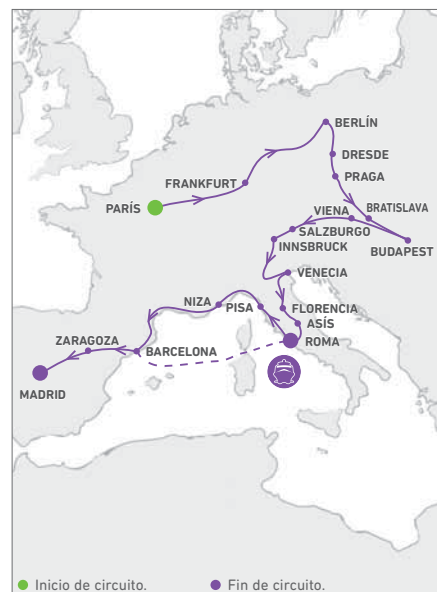 BERLÍN
DRESDE
FRANKFURT
PRAGA
PARÍS
VIENA
BRATISLAVA
SALZBURGO
INNSBRUCK
BUDAPEST
VENECIA
NIZA
PISA
FLORENCIA
ASÍS
ZARAGOZA
BARCELONA
ROMA
MADRID
Inicio de circuito.
Fin de circuito.